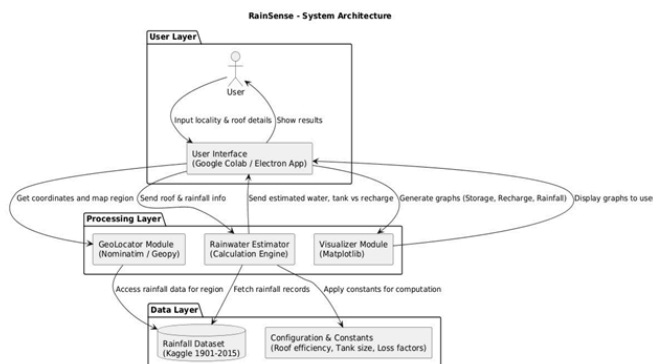 RainSense - System Architecture
User Layer
User
Input locality & roof details
Show results
User Interface
(Google Colab / Electron App)
Get coordinates and map region
Send roof & rainfall info
Send estimated water, tank vs recharge
Generate graphs (Storage, Recharge, Rainfall)
Display graphs to use
Processing Layer
GeoLocator Module
(Nominatim / Geopy)
Rainwater Estimator
(Calculation Engine)
Visualizer Module
(Matplotlib)
Access rainfall data for region
Fetch rainfall records
Apply constants for computation
Data Layer
Rainfall Dataset
(Kaggle 1901-2015)
Configuration & Constants
(Roof efficiency, Tank size, Loss factors)